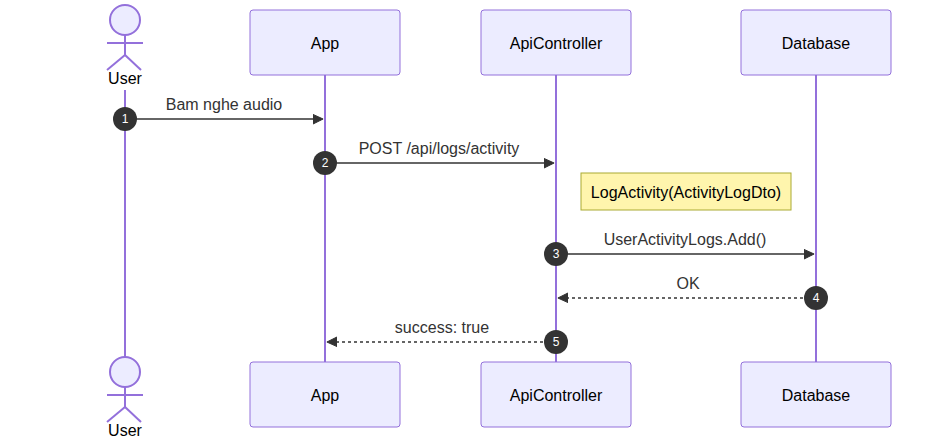 User
App
ApiController
Database
Bam nghe audio
1
POST /api/logs/activity
2
LogActivity(ActivityLogDto)
UserActivityLogs.Add()
3
OK
4
success: true
5
User
App
ApiController
Database